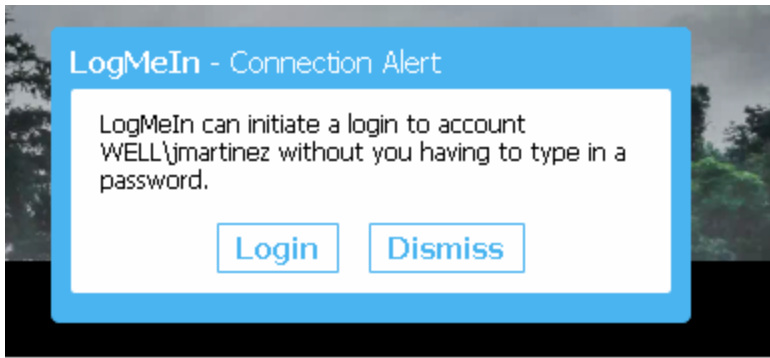 LogMeIn - Connection Alert
LogMeIn can initiate a login to account
WELL\jmartinez without you having to type in a
password.
Login Dismiss